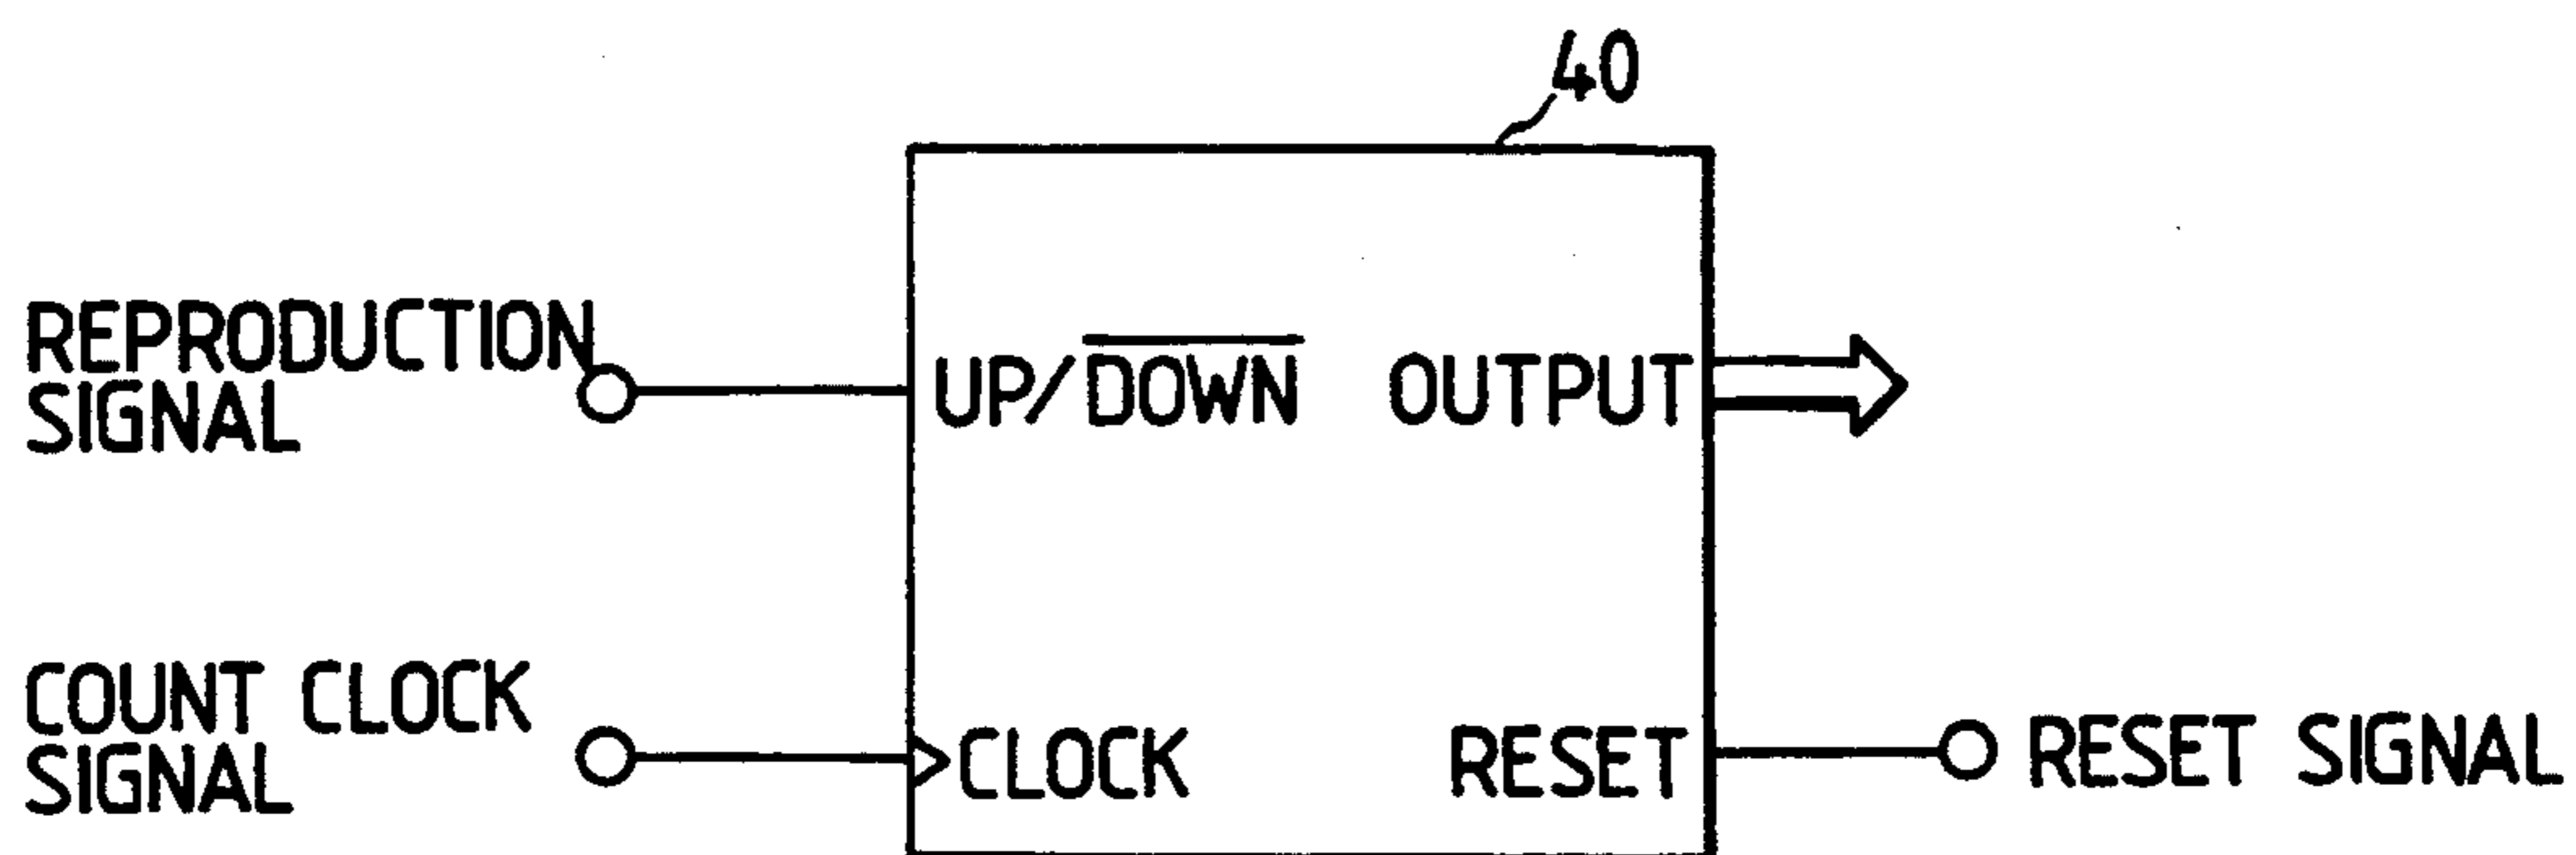 40
REPRODUCTION
SIGNAL
UP/DOWN OUTPUT
COUNT CLOCK
SIGNAL
CLOCK RESET
RESET SIGNAL